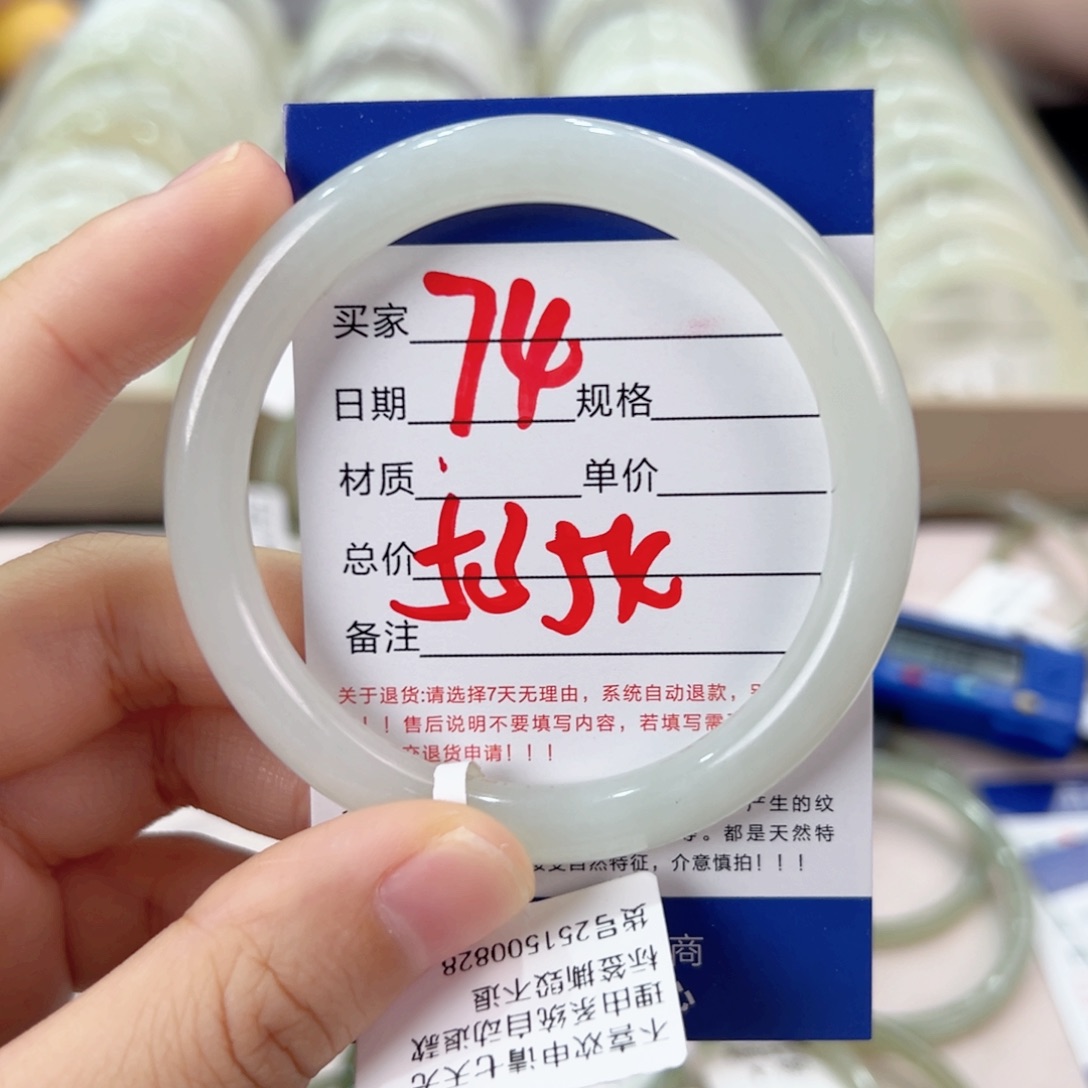 买家 74
日期 规格
材质 单价
总价
备注
关于退货:请选择7天无理由，系统自动退款，
！！售后说明不要填写内容，若填写需
退货申请！！！
产生的纹
。都是天然特
自然特征，介意慎拍！！！
商
不喜欢申请七天无
理由系统自动退款
标签撕毁不退
货号251500828